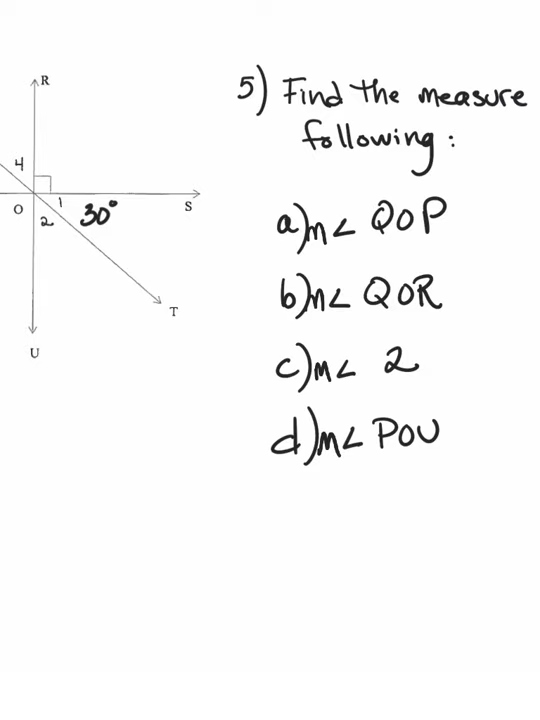 R
5) Find the measure
following:
4
O
1
30°
S
2
a) m∠ QOP
b) m∠ QOR
T
U
c) m∠ 2
d) m∠ POU